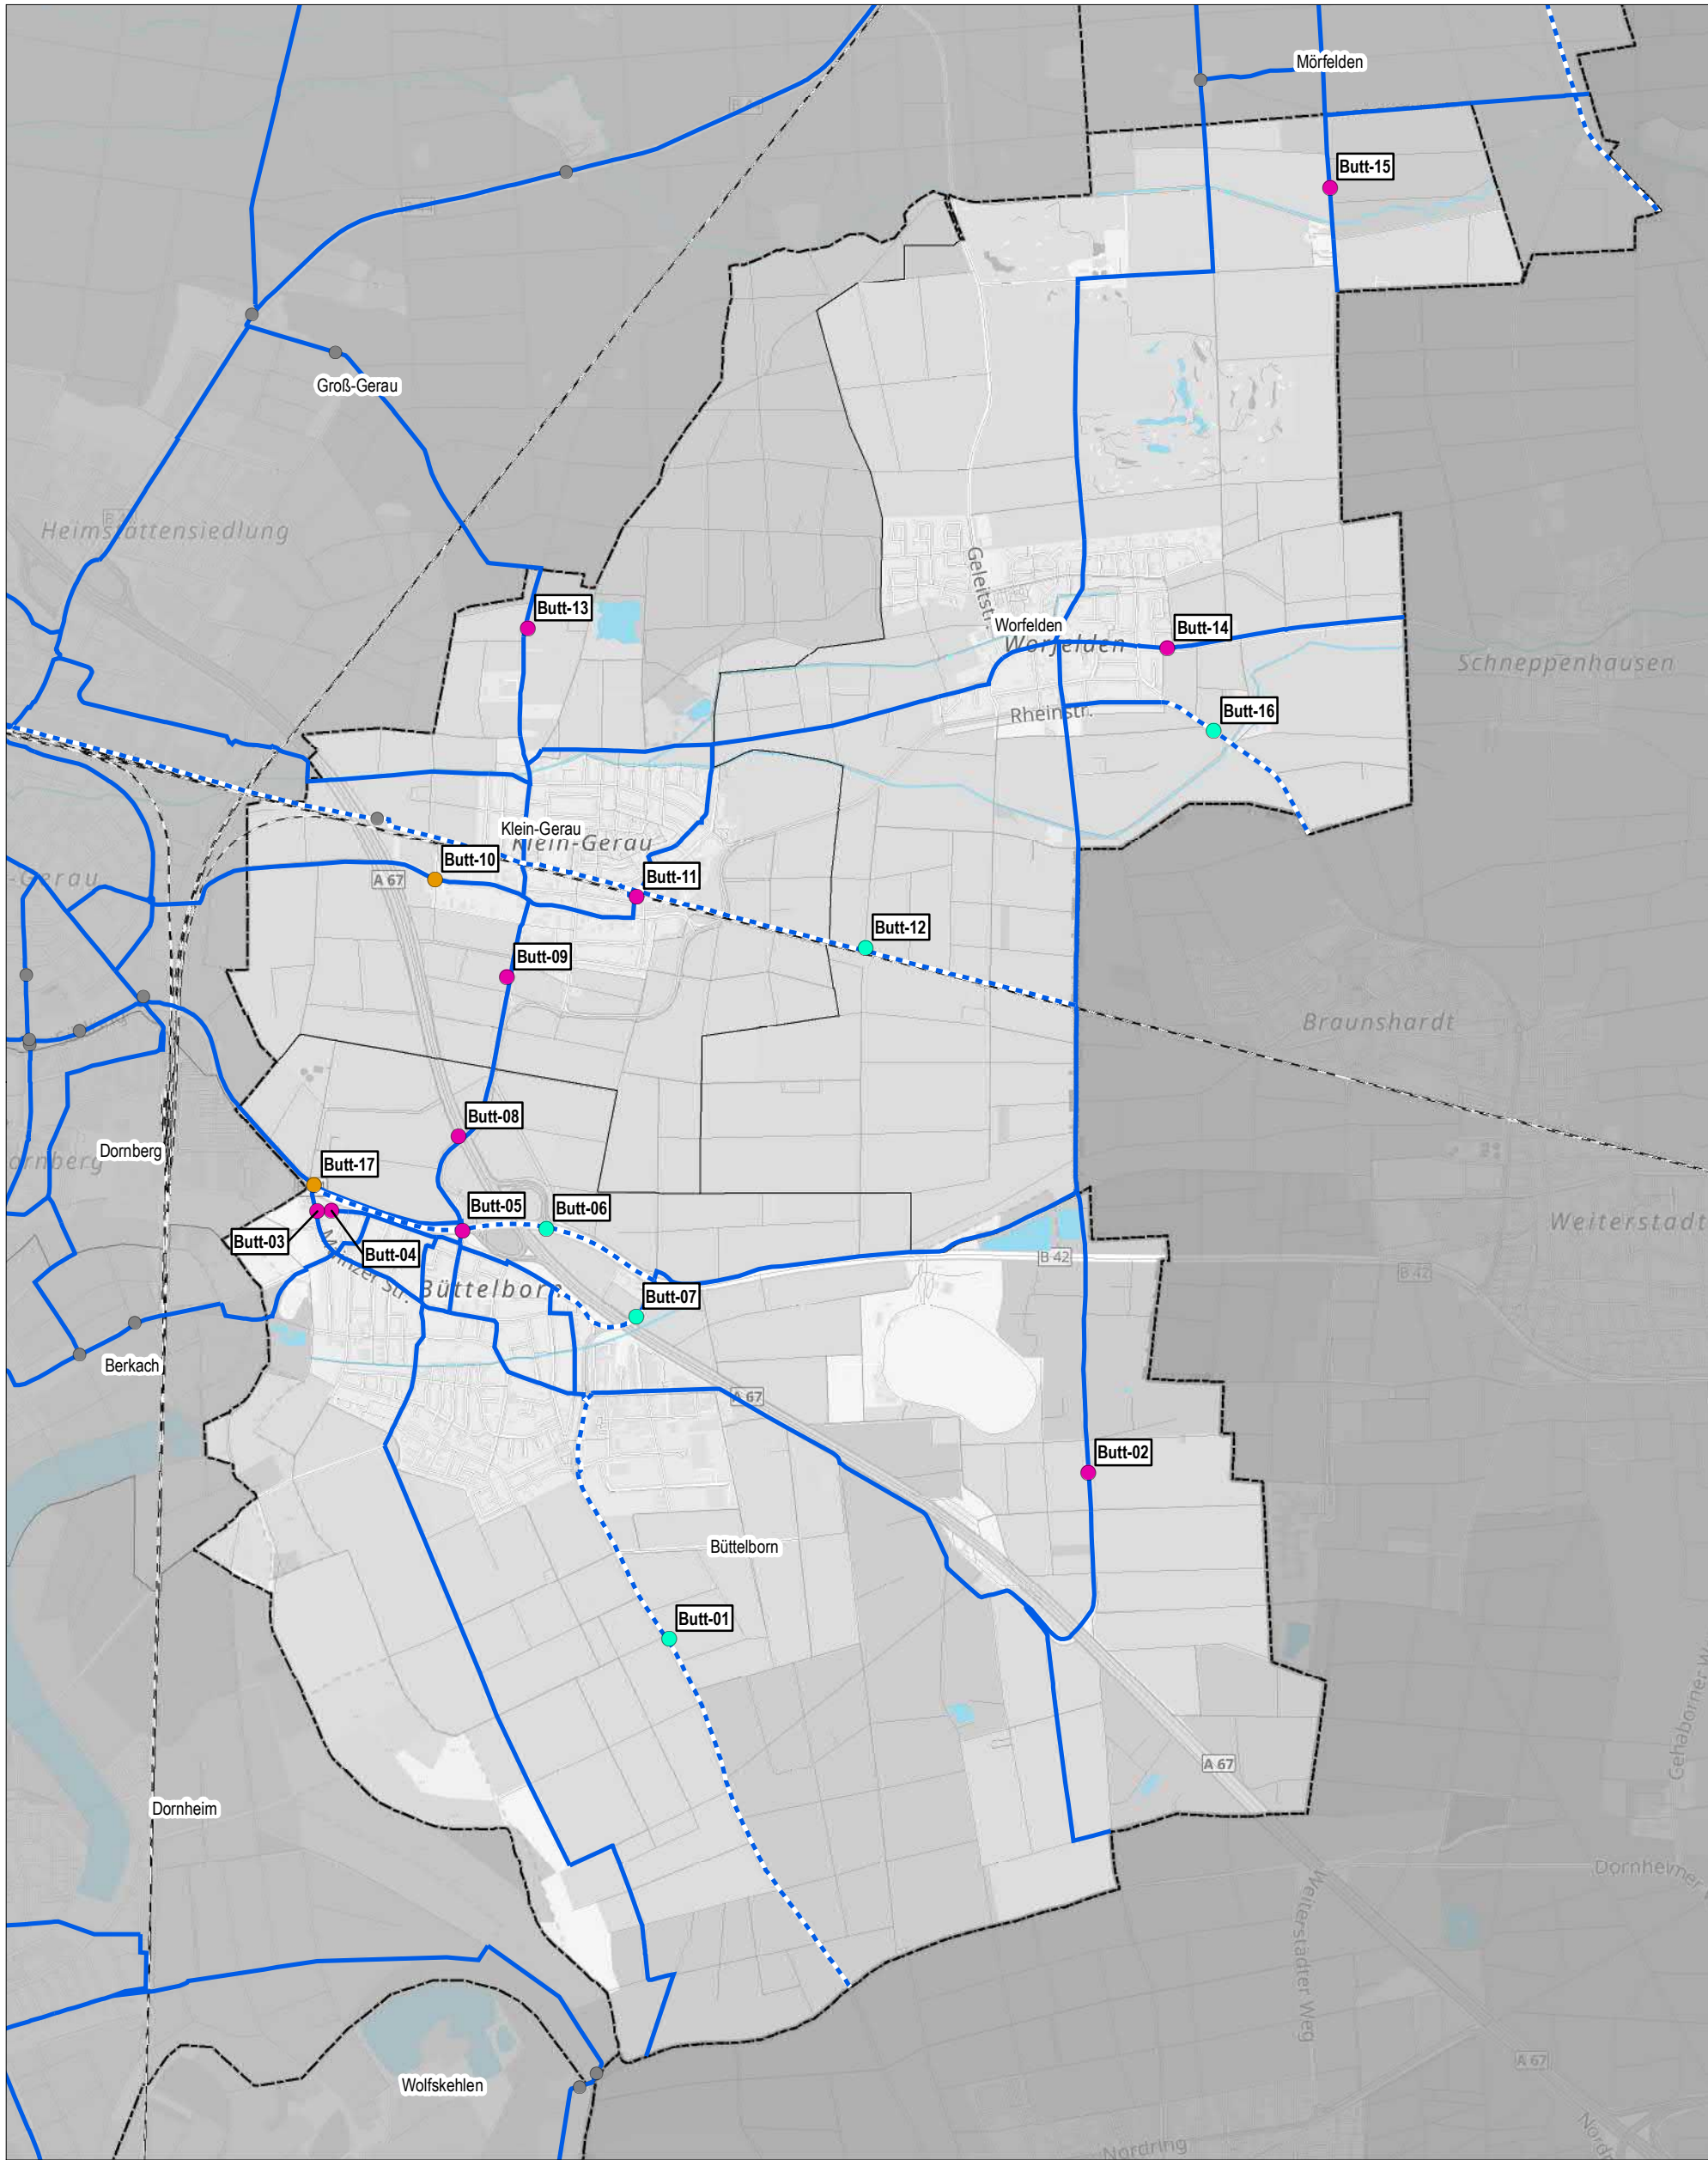 Mörfelden
Butt-15
Groß-Gerau
Heimstättensiedlung
Geleitstr.
Butt-13
Worfelden
Worfelden
Butt-14
Schneppenhausen
Rheinstr.
Butt-16
Klein-Gerau
Klein-Gerau
Butt-10
A 67
-Gerau
Butt-11
Butt-12
Butt-09
Braunshardt
Butt-08
Dornberg
ornberg
Butt-17
Butt-05
Butt-06
Butt-03
Butt-04
Weiterstadt
B 42
B 42
Mainzer Str.
Büttelborn
Butt-07
Berkach
A 67
Butt-02
Büttelborn
Butt-01
A 67
Dornheim
Weiterstädter Weg
A 67
Wolfskehlen
Nordring